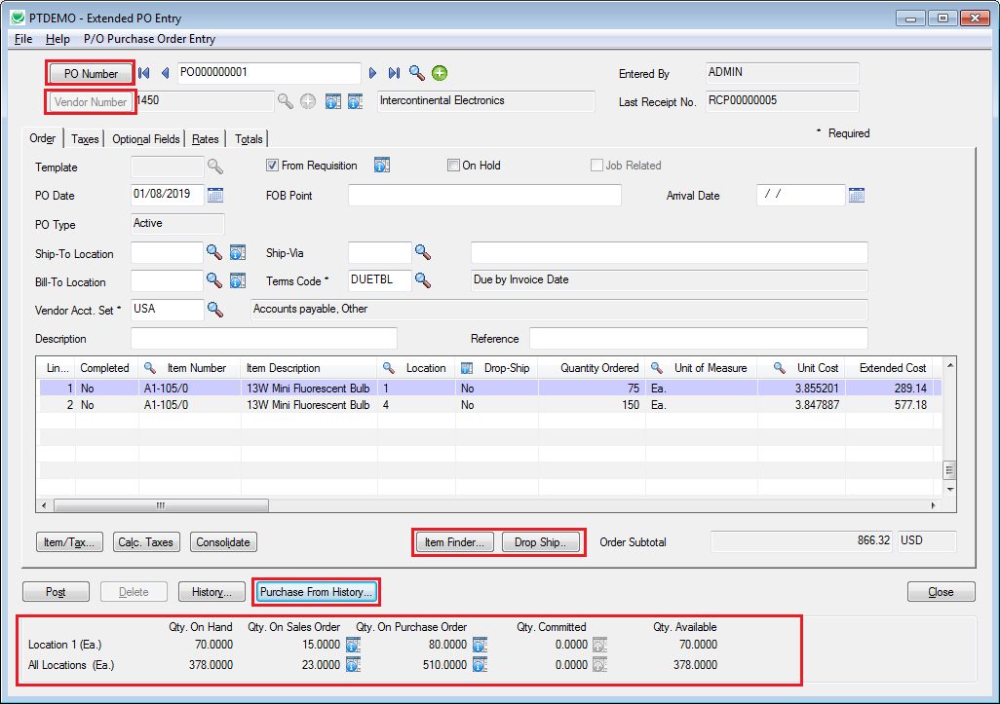 PTDEMO - Extended PO Entry
File Help P/O Purchase Order Entry
PO Number PO000000001 Entered By ADMIN
Vendor Number 1450 Intercontinental Electronics Last Receipt No. RCP00000005
Order Taxes Optional Fields Rates Totals * Required
Template From Requisition On Hold Job Related
PO Date 01/08/2019 FOB Point Arrival Date / /
PO Type Active
Ship-To Location Ship-Via
Bill-To Location Terms Code * DUETBL Due by Invoice Date
Vendor Acct. Set * USA Accounts payable, Other
Description Reference
Lin... Completed Item Number Item Description Location Drop-Ship Quantity Ordered Unit of Measure Unit Cost Extended Cost
1 No A1-105/0 13W Mini Fluorescent Bulb 1 No 75 Ea. 3.855201 289.14
2 No A1-105/0 13W Mini Fluorescent Bulb 4 No 150 Ea. 3.847887 577.18
Item/Tax... Calc. Taxes Consolidate Item Finder... Drop Ship.. Order Subtotal 866.32 USD
Post Delete History... Purchase From History... Close
Qty. On Hand Qty. On Sales Order Qty. On Purchase Order Qty. Committed Qty. Available
Location 1 (Ea.) 70.0000 15.0000 80.0000 0.0000 70.0000
All Locations (Ea.) 378.0000 23.0000 510.0000 0.0000 378.0000